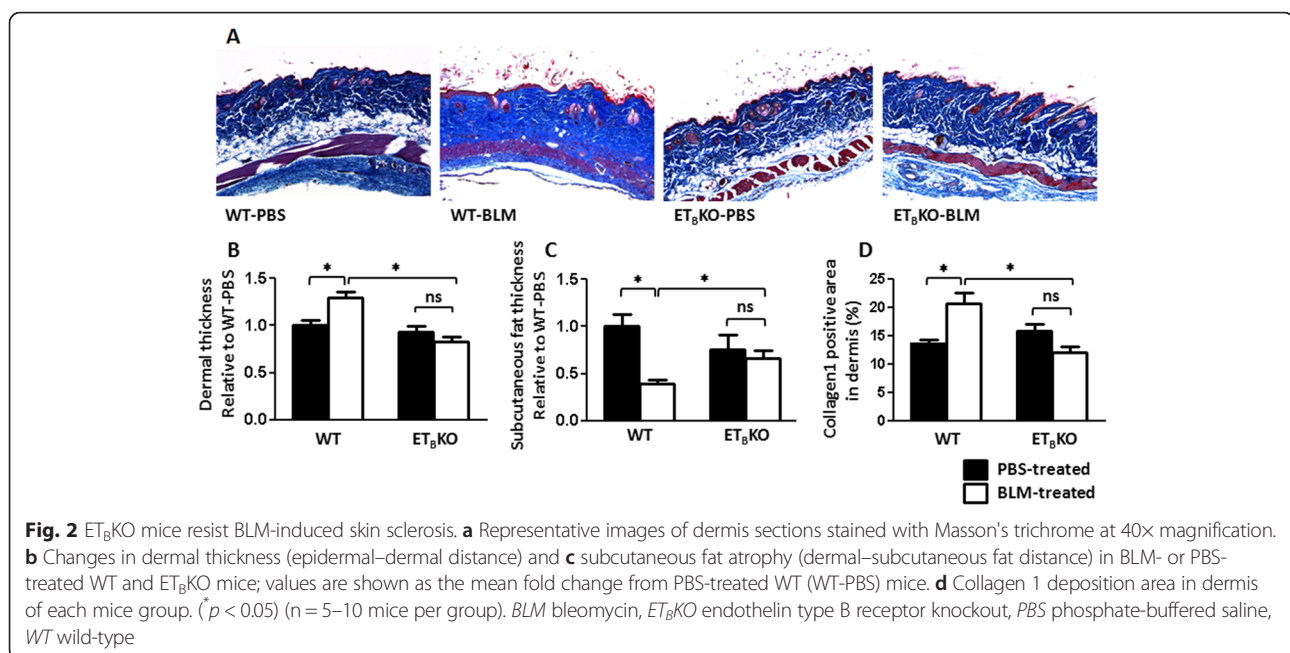 A
WT-PBS
WT-BLM
ETBKO-PBS
ETBKO-BLM
B
Dermal thickness
Relative to WT-PBS
1.5
1.0
0.5
0.0
*
*
ns
WT
ETBKO
C
Subcutaneous fat thickness
Relative to WT-PBS
1.5
1.0
0.5
0.0
*
*
ns
WT
ETBKO
D
Collagen1 positive area
in dermis (%)
25
20
15
10
5
0
*
*
ns
WT
ETBKO
PBS-treated
BLM-treated
Fig. 2 ETBKO mice resist BLM-induced skin sclerosis. a Representative images of dermis sections stained with Masson's trichrome at 40× magnification.
b Changes in dermal thickness (epidermal–dermal distance) and c subcutaneous fat atrophy (dermal–subcutaneous fat distance) in BLM- or PBS-
treated WT and ETBKO mice; values are shown as the mean fold change from PBS-treated WT (WT-PBS) mice. d Collagen 1 deposition area in dermis
of each mice group. (*p < 0.05) (n = 5–10 mice per group). BLM bleomycin, ETBKO endothelin type B receptor knockout, PBS phosphate-buffered saline,
WT wild-type